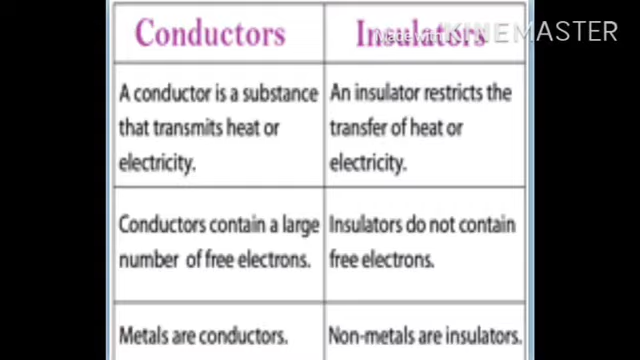 Conductors
Insulators
Made with KINEMASTER
A conductor is a substance
that transmits heat or
electricity.
An insulator restricts the
transfer of heat or
electricity.
Conductors contain a large
number of free electrons.
Insulators do not contain
free electrons.
Metals are conductors.
Non-metals are insulators.